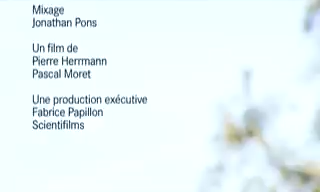 Mixage
Jonathan Pons
Un film de
Pierre Herrmann
Pascal Moret
Une production exécutive
Fabrice Papillon
Scientifilms